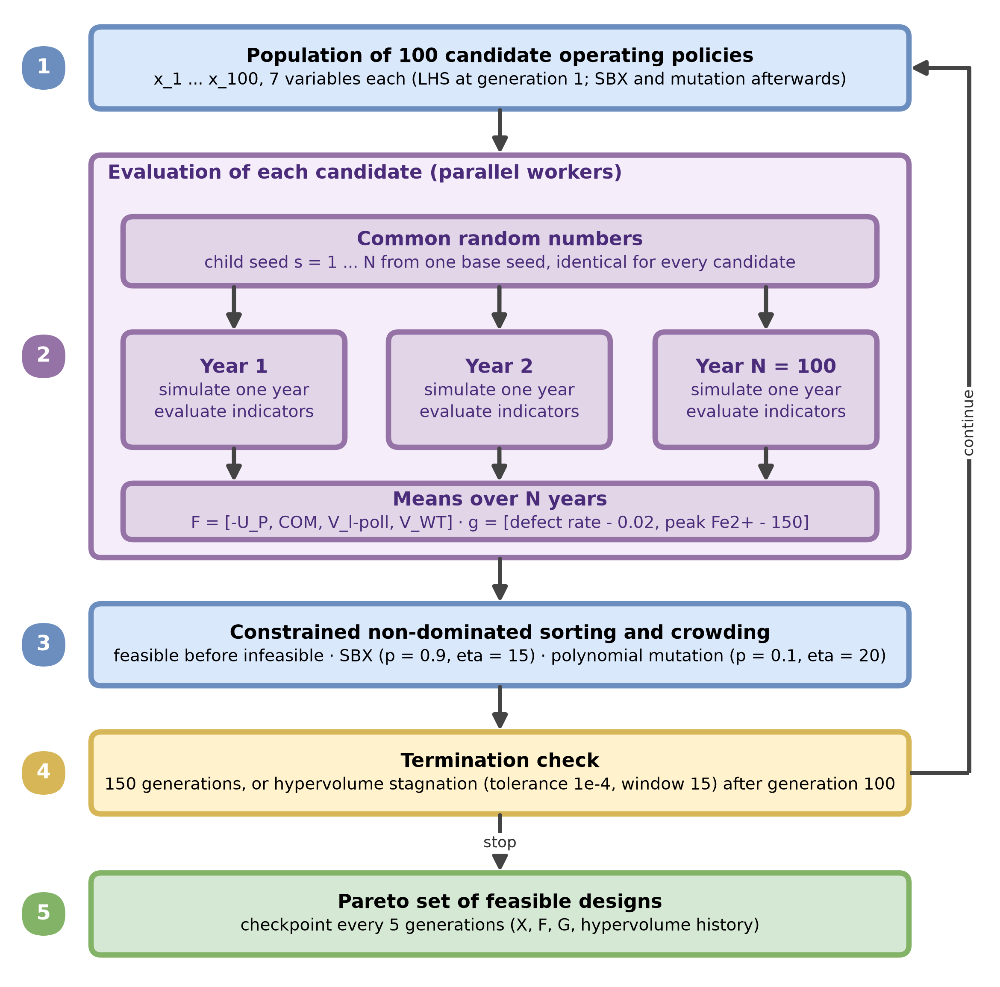 1
Population of 100 candidate operating policies
x_1 ... x_100, 7 variables each (LHS at generation 1; SBX and mutation afterwards)
Evaluation of each candidate (parallel workers)
Common random numbers
child seed s = 1 ... N from one base seed, identical for every candidate
2
Year 1
simulate one year
evaluate indicators
Year 2
simulate one year
evaluate indicators
Year N = 100
simulate one year
evaluate indicators
continue
Means over N years
F = [-U_P, COM, V_l-poll, V_WT] · g = [defect rate - 0.02, peak Fe2+ - 150]
3
Constrained non-dominated sorting and crowding
feasible before infeasible · SBX (p = 0.9, eta = 15) · polynomial mutation (p = 0.1, eta = 20)
4
Termination check
150 generations, or hypervolume stagnation (tolerance 1e-4, window 15) after generation 100
stop
5
Pareto set of feasible designs
checkpoint every 5 generations (X, F, G, hypervolume history)